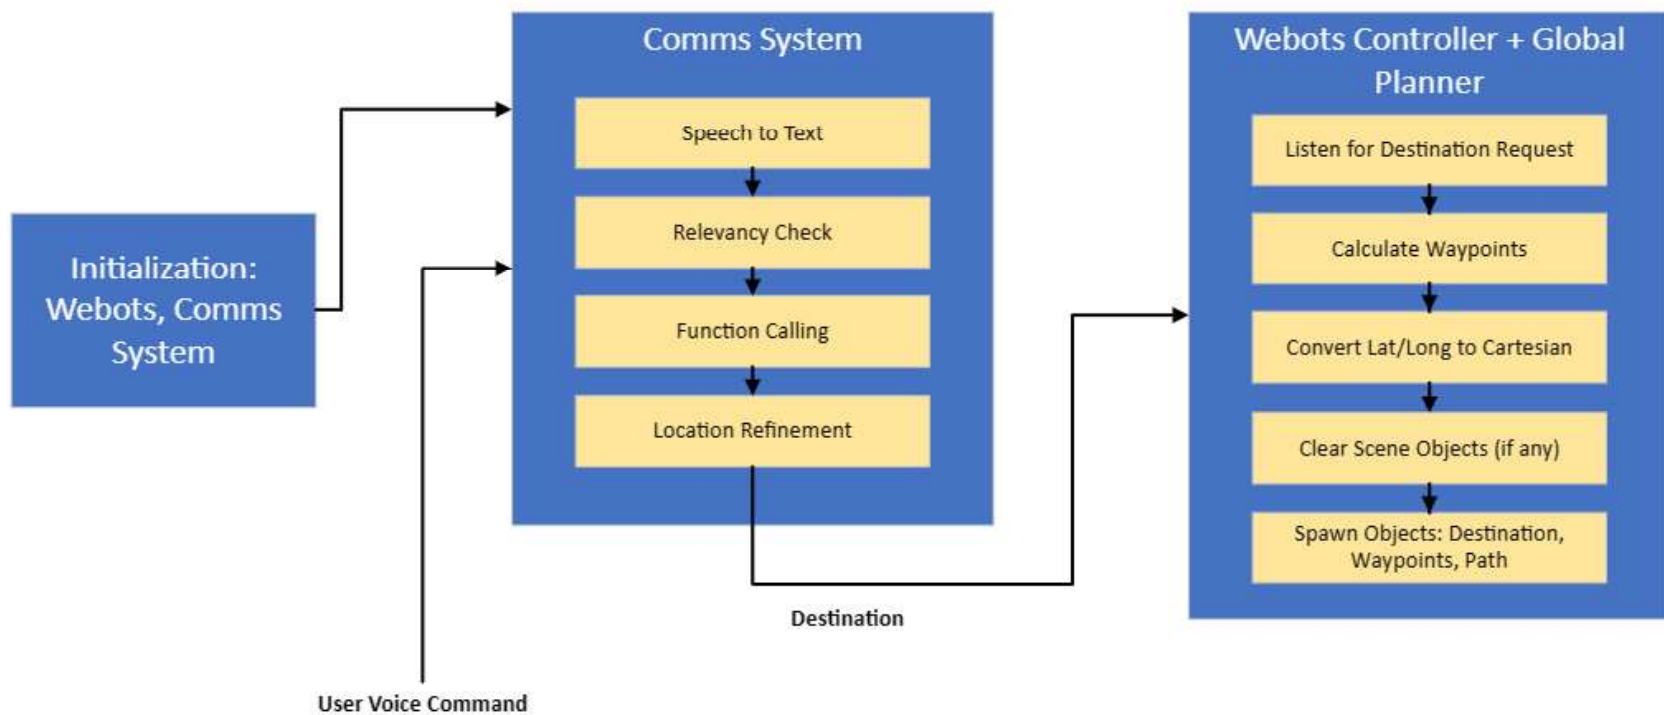 Initialization:
Webots, Comms
System
Comms System
Speech to Text
Relevancy Check
Function Calling
Location Refinement
User Voice Command
Destination
Webots Controller + Global
Planner
Listen for Destination Request
Calculate Waypoints
Convert Lat/Long to Cartesian
Clear Scene Objects (if any)
Spawn Objects: Destination,
Waypoints, Path